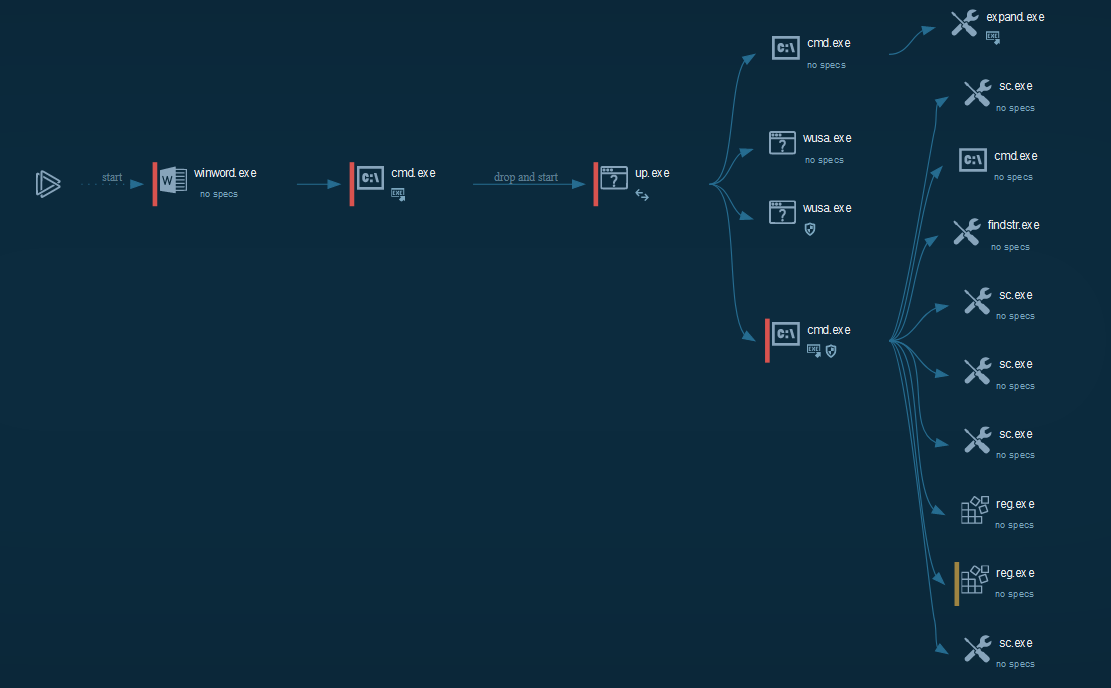 start
winword.exe
no specs
cmd.exe
EXE
drop and start
up.exe
cmd.exe
no specs
wusa.exe
no specs
wusa.exe
cmd.exe
EXE
expand.exe
EXE
sc.exe
no specs
cmd.exe
no specs
findstr.exe
no specs
sc.exe
no specs
sc.exe
no specs
sc.exe
no specs
reg.exe
no specs
reg.exe
no specs
sc.exe
no specs
W
C:\
?
C:\
?
?
C:\
C:\